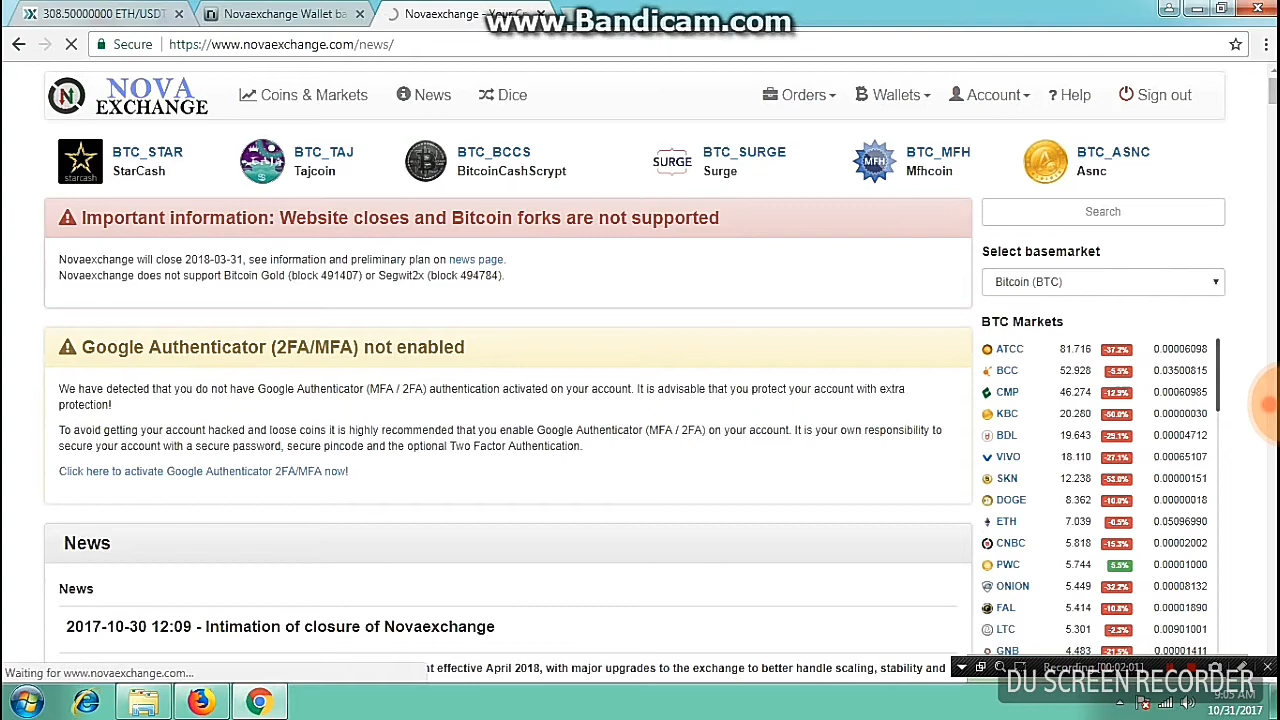 308.50000000 ETH/USDT
Novaexchange Wallet ba
Novaexchange
www.Bandicam.com
Secure
https://www.novaexchange.com/news/
NOVA
EXCHANGE
Coins & Markets
News
Dice
Orders
Wallets
Account
? Help
Sign out
BTC_STAR
StarCash
starcash
BTC_TAJ
Tajcoin
BTC_BCCS
BitcoinCashScrypt
SURGE
BTC_SURGE
Surge
MFH
BTC_MFH
Mfhcoin
BTC_ASNC
Asnc
Important information: Website closes and Bitcoin forks are not supported
Novaexchange will close 2018-03-31, see information and preliminary plan on news page.
Novaexchange does not support Bitcoin Gold (block 491407) or Segwit2x (block 494784).
Google Authenticator (2FA/MFA) not enabled
We have detected that you do not have Google Authenticator (MFA / 2FA) authentication activated on your account. It is advisable that you protect your account with extra
protection!
To avoid getting your account hacked and loose coins it is highly recommended that you enable Google Authenticator (MFA / 2FA) on your account. It is your own responsibility to
secure your account with a secure password, secure pincode and the optional Two Factor Authentication.
Click here to activate Google Authenticator 2FA/MFA now!
News
News
2017-10-30 12:09 - Intimation of closure of Novaexchange
nt effective April 2018, with major upgrades to the exchange to better handle scaling, stability and
Search
Select basemarket
Bitcoin (BTC)
BTC Markets
ATCC 81.716 -37.2% 0.00006098
BCC 52.928 -9.5% 0.03500815
CMP 46.274 -12.9% 0.00060985
KBC 20.280 -50.0% 0.00000030
BDL 19.643 -29.1% 0.00004712
VIVO 18.110 -27.1% 0.00065107
SKN 12.238 -53.0% 0.00000151
DOGE 8.362 -10.0% 0.00000018
ETH 7.039 -0.5% 0.05096990
CNBC 5.818 -15.3% 0.00002002
PWC 5.744 5.5% 0.00001000
ONION 5.449 -32.2% 0.00008132
FAL 5.414 -10.8% 0.00001890
LTC 5.301 -2.3% 0.00901001
GNB 4.483 0.00001411
Waiting for www.novaexchange.com...
Recording [00:02:01]
DU SCREEN RECORDER
9:05 AM
10/31/2017